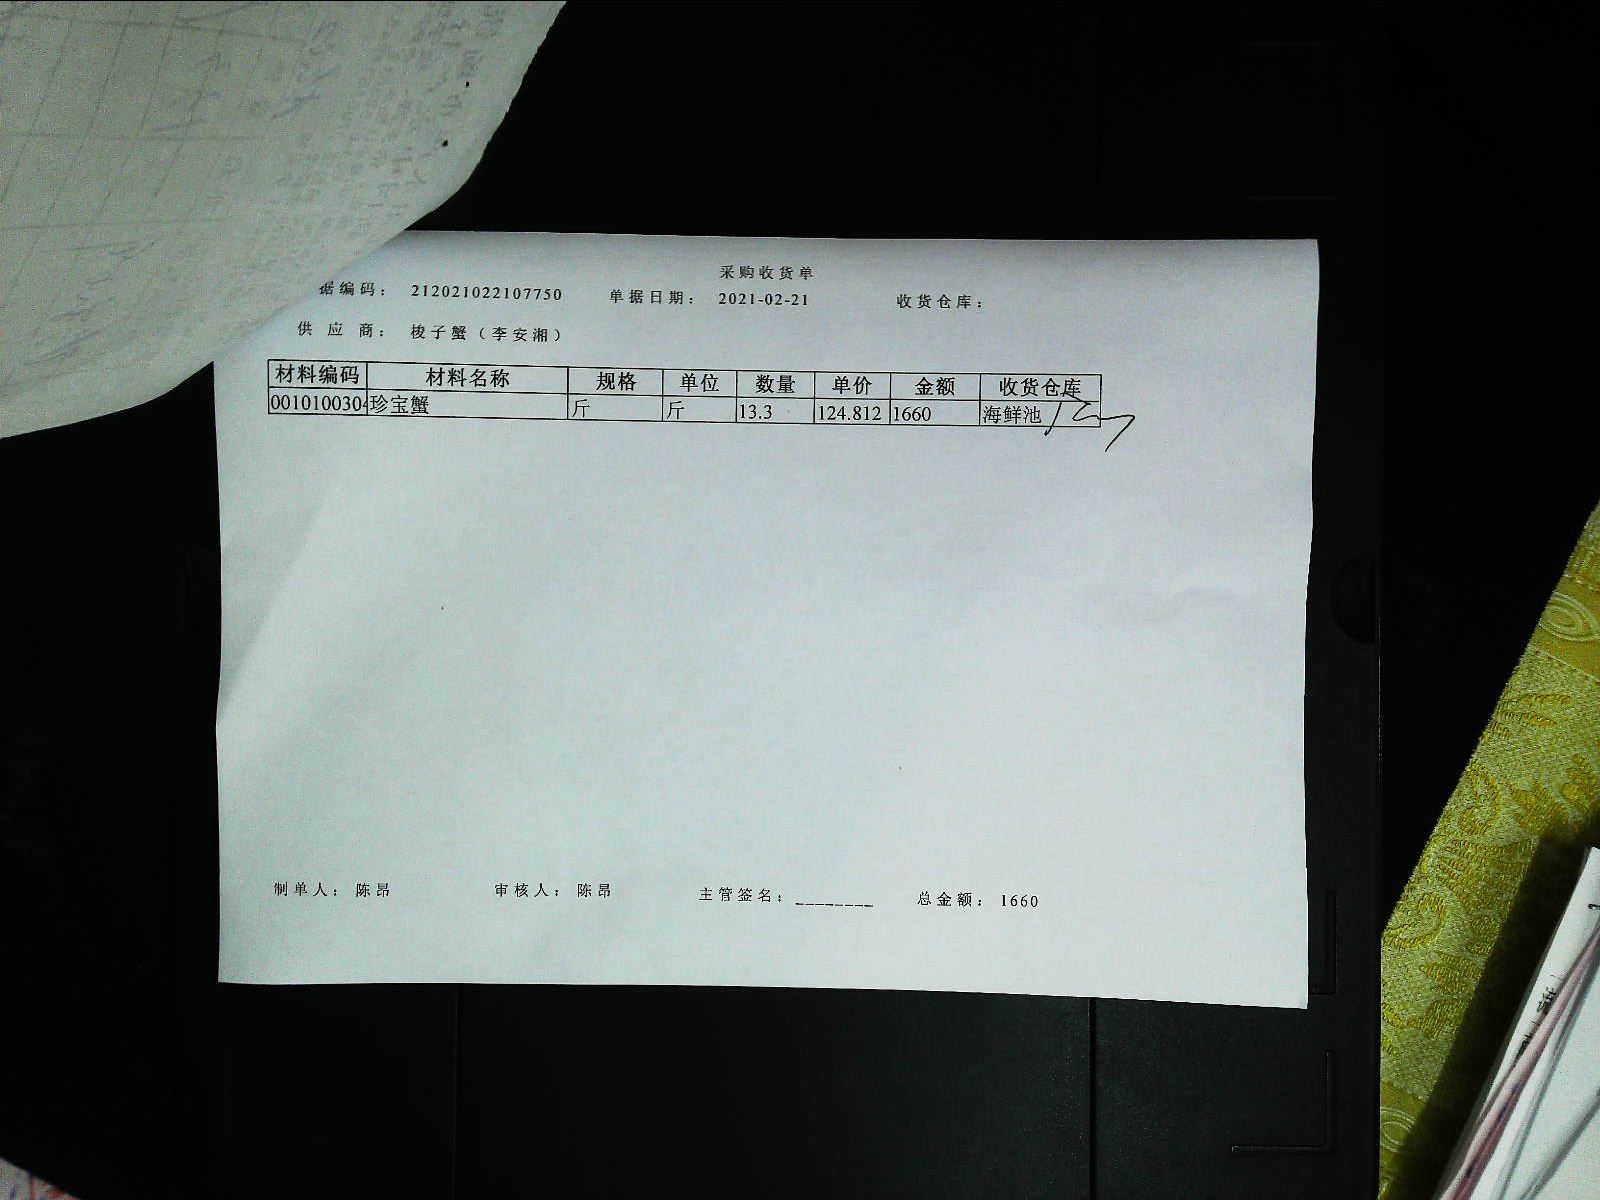 采购收货单
据编码： 212021022107750 单据日期： 2021-02-21 收货仓库：
供 应 商： 梭子蟹（李安湘）
材料编码 材料名称 规格 单位 数量 单价 金额 收货仓库
0010100304 珍宝蟹 斤 斤 13.3 124.812 1660 海鲜池
制单人： 陈昂 审核人： 陈昂 主管签名：________ 总金额： 1660